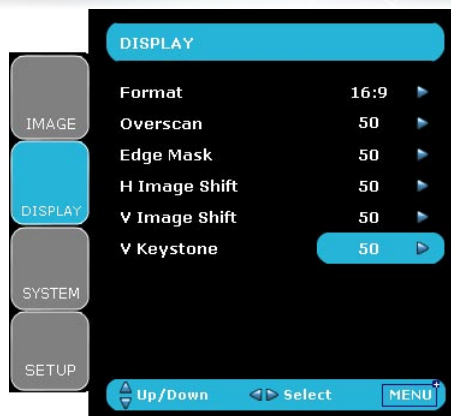 DISPLAY
Format 16:9
Overscan 50
Edge Mask 50
H Image Shift 50
V Image Shift 50
V Keystone 50
IMAGE
DISPLAY
SYSTEM
SETUP
Up/Down Select MENU